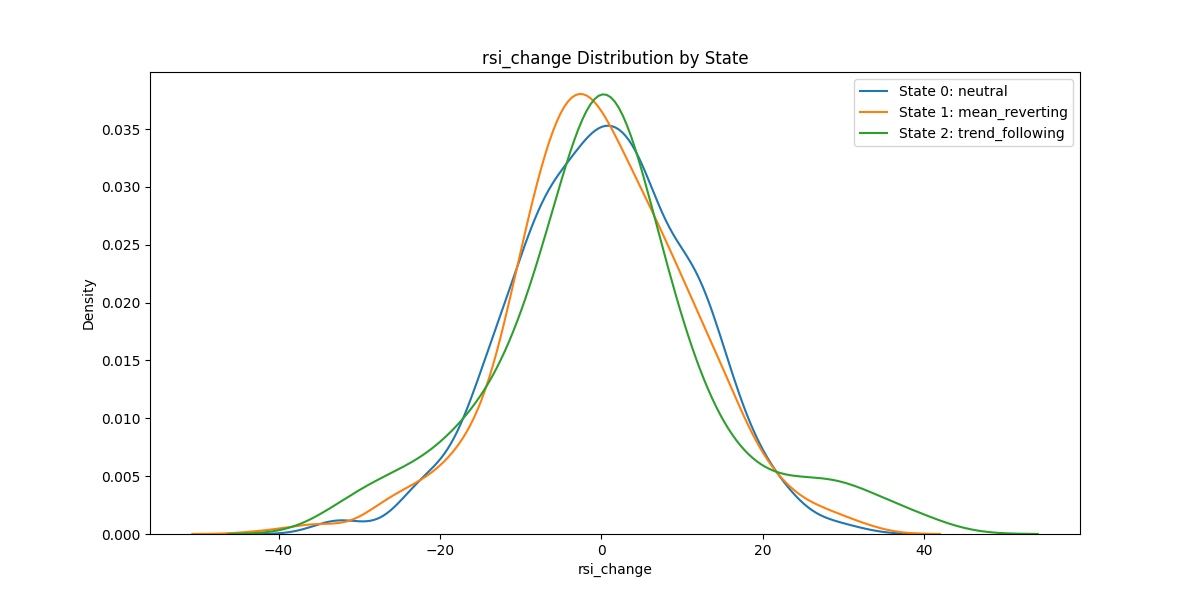 rsi_change Distribution by State
State 0: neutral
State 1: mean_reverting
State 2: trend_following
Density
0.035
0.030
0.025
0.020
0.015
0.010
0.005
0.000
−40
−20
0
20
40
rsi_change